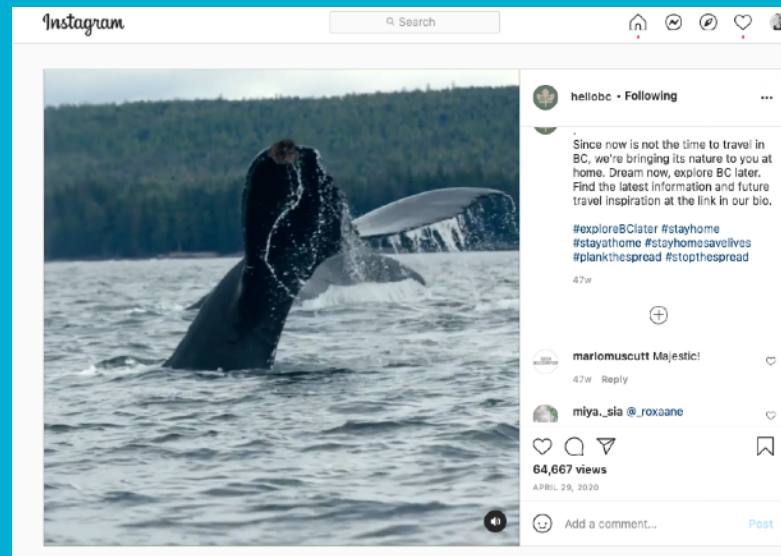 Instagram
Search
hellobc • Following
...
.
Since now is not the time to travel in
BC, we're bringing its nature to you at
home. Dream now, explore BC later.
Find the latest information and future
travel inspiration at the link in our bio.
#exploreBClater #stayhome
#stayathome #stayhomesavelives
#plankthespread #stopthespread
47w
mariomuscutt Majestic!
47w Reply
miya._sia @_roxaane
64,667 views
APRIL 29, 2020
Add a comment...
Post